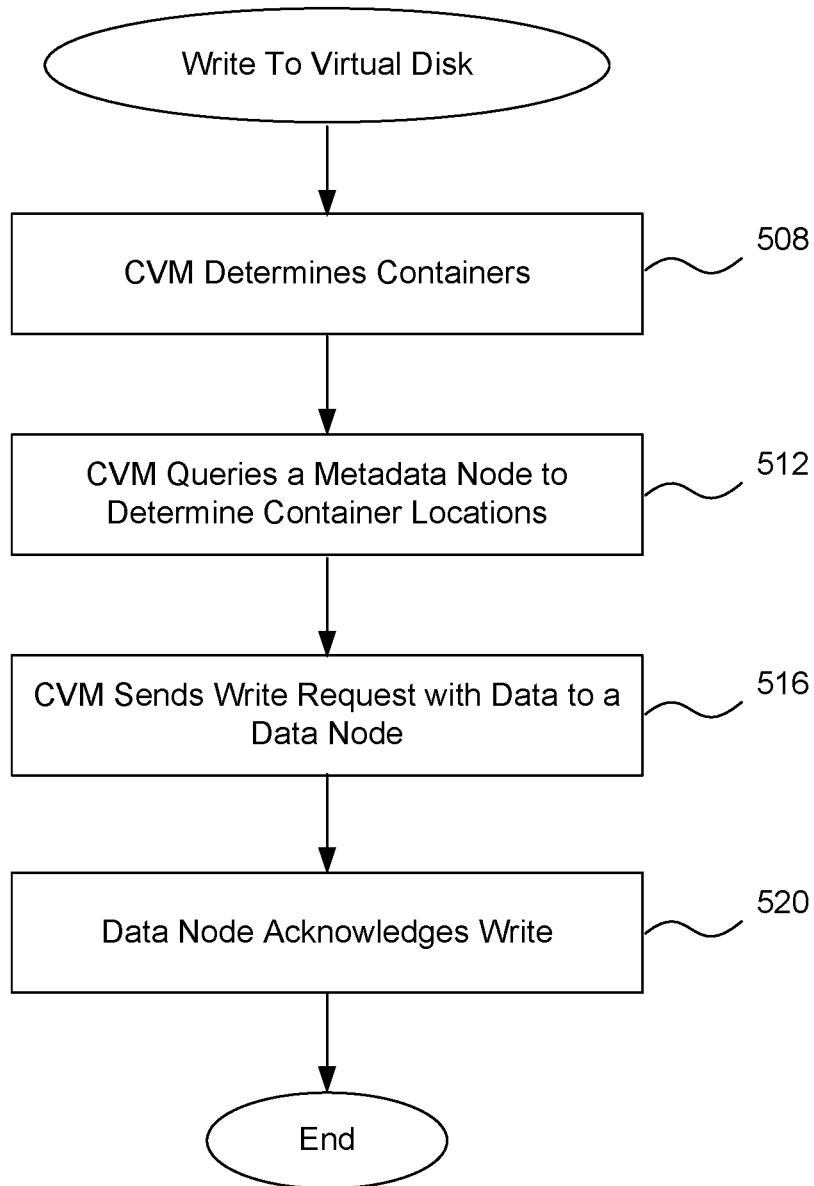 Write To Virtual Disk
CVM Determines Containers
508
CVM Queries a Metadata Node to
Determine Container Locations
512
CVM Sends Write Request with Data to a
Data Node
516
Data Node Acknowledges Write
520
End